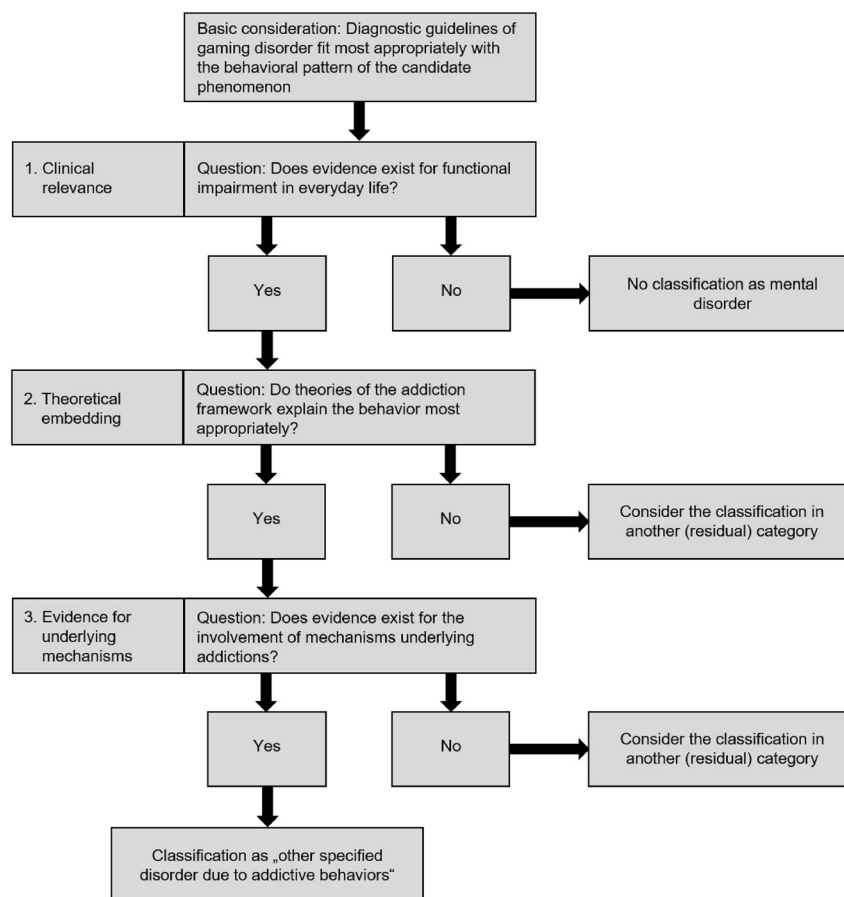 Basic consideration: Diagnostic guidelines of
gaming disorder fit most appropriately with
the behavioral pattern of the candidate
phenomenon
1. Clinical
relevance
Question: Does evidence exist for functional
impairment in everyday life?
Yes
No
No classification as mental
disorder
2. Theoretical
embedding
Question: Do theories of the addiction
framework explain the behavior most
appropriately?
Yes
No
Consider the classification in
another (residual) category
3. Evidence for
underlying
mechanisms
Question: Does evidence exist for the
involvement of mechanisms underlying
addictions?
Yes
No
Consider the classification in
another (residual) category
Classification as „other specified
disorder due to addictive behaviors“